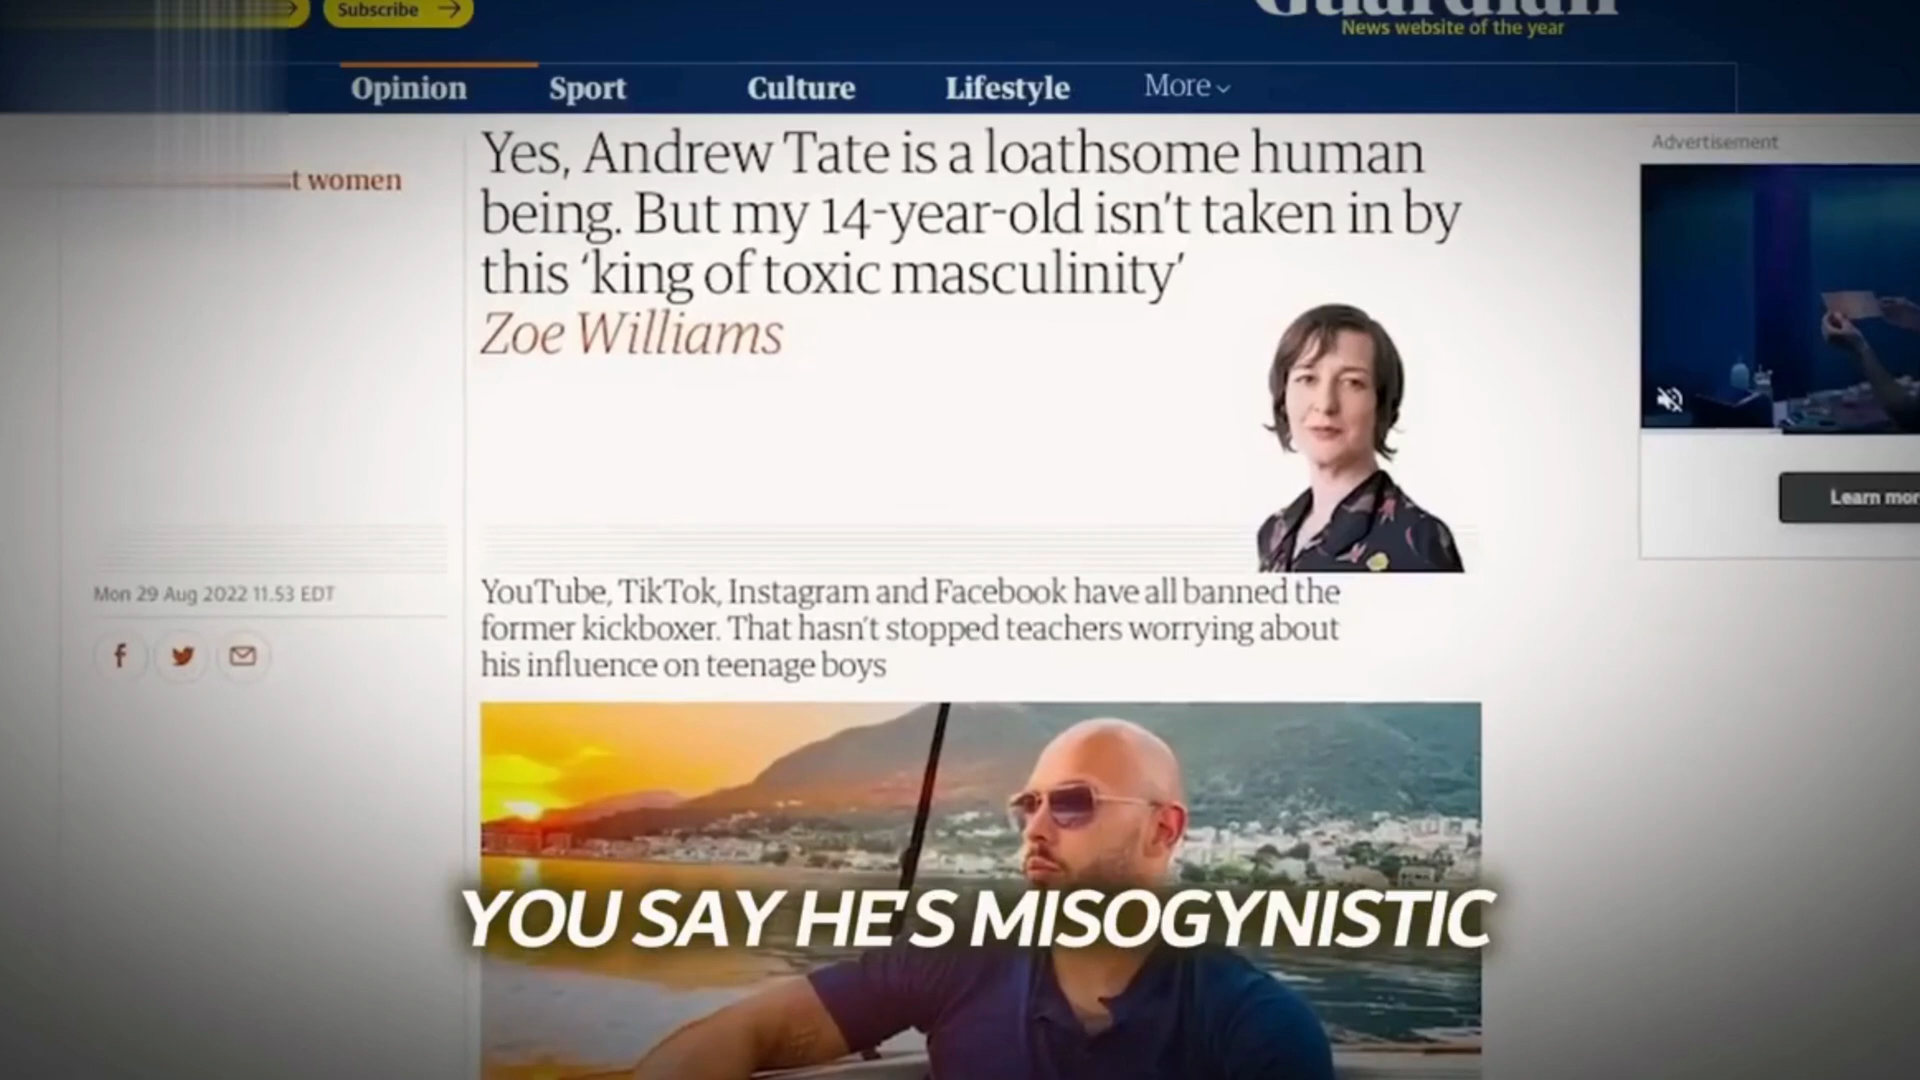 Subscribe
Guardian
News website of the year
Opinion Sport Culture Lifestyle More
t women
Yes, Andrew Tate is a loathsome human
being. But my 14-year-old isn't taken in by
this 'king of toxic masculinity'
Zoe Williams
Advertisement
Learn mor
Mon 29 Aug 2022 11.53 EDT
YouTube, TikTok, Instagram and Facebook have all banned the
former kickboxer. That hasn't stopped teachers worrying about
his influence on teenage boys
YOU SAY HE'S MISOGYNISTIC